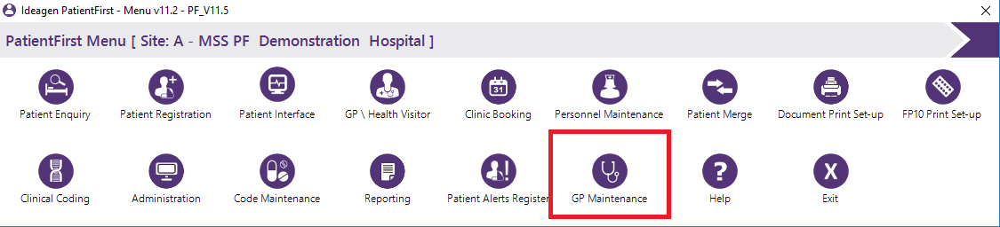 Ideagen PatientFirst - Menu v11.2 - PF_V11.5
PatientFirst Menu [ Site: A - MSS PF Demonstration Hospital ]
31
Patient Enquiry Patient Registration Patient Interface GP \ Health Visitor Clinic Booking Personnel Maintenance Patient Merge Document Print Set-up FP10 Print Set-up
? X
Clinical Coding Administration Code Maintenance Reporting Patient Alerts Register GP Maintenance Help Exit